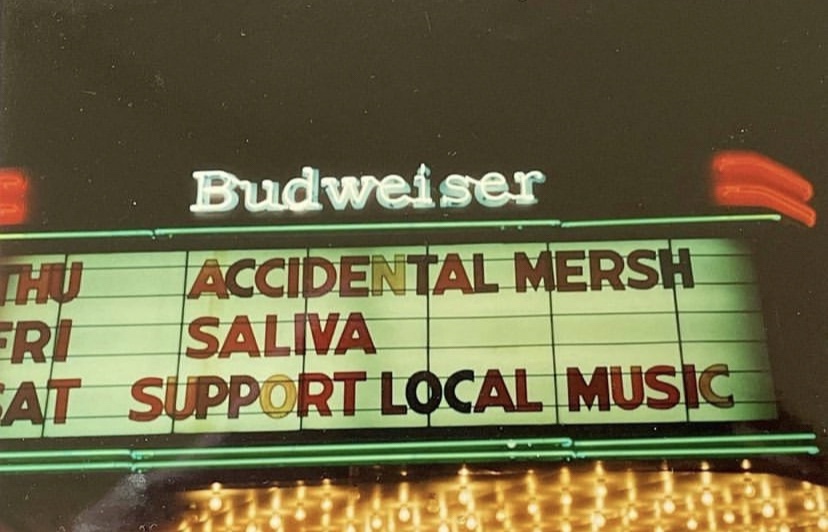 Budweiser
THU ACCIDENTAL MERSH
FRI SALIVA
SAT SUPPORT LOCAL MUSIC